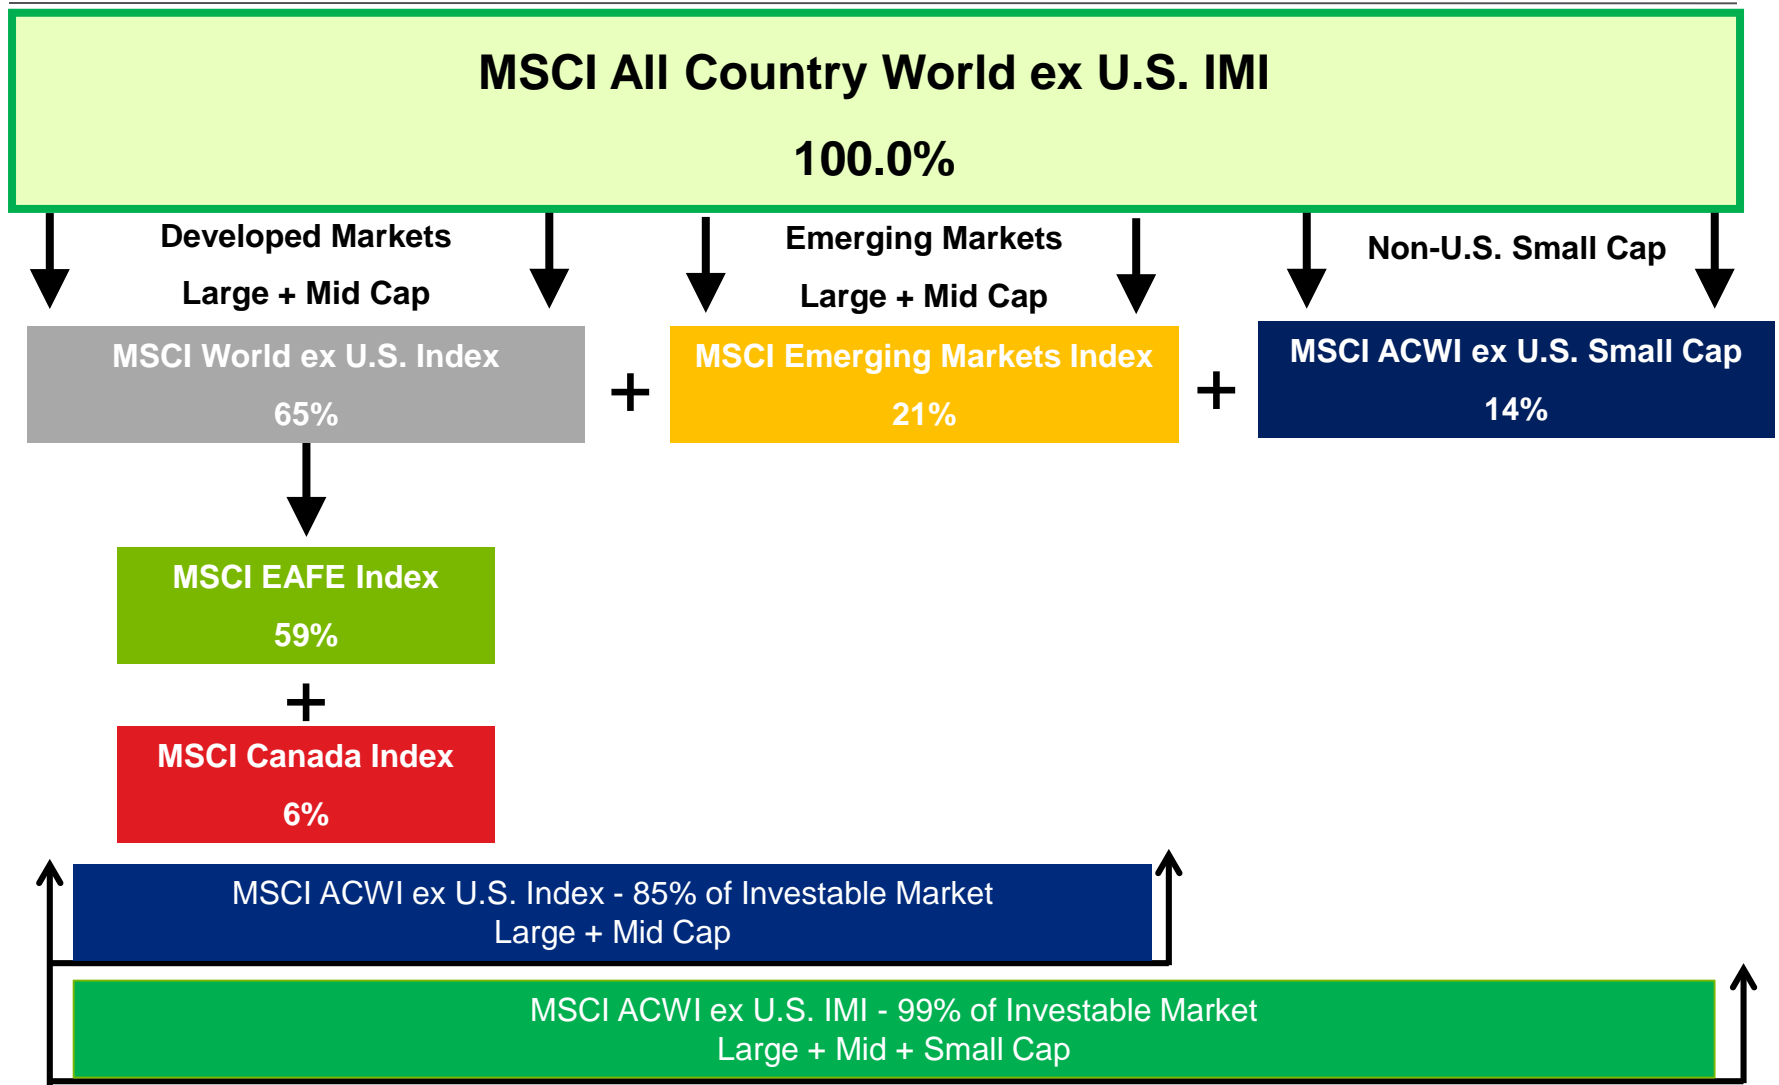 MSCI All Country World ex U.S. IMI
100.0%
Developed Markets
Large + Mid Cap
Emerging Markets
Large + Mid Cap
Non-U.S. Small Cap
MSCI World ex U.S. Index
65%
+
MSCI Emerging Markets Index
21%
+
MSCI ACWI ex U.S. Small Cap
14%
MSCI EAFE Index
59%
+
MSCI Canada Index
6%
MSCI ACWI ex U.S. Index - 85% of Investable Market
Large + Mid Cap
MSCI ACWI ex U.S. IMI - 99% of Investable Market
Large + Mid + Small Cap